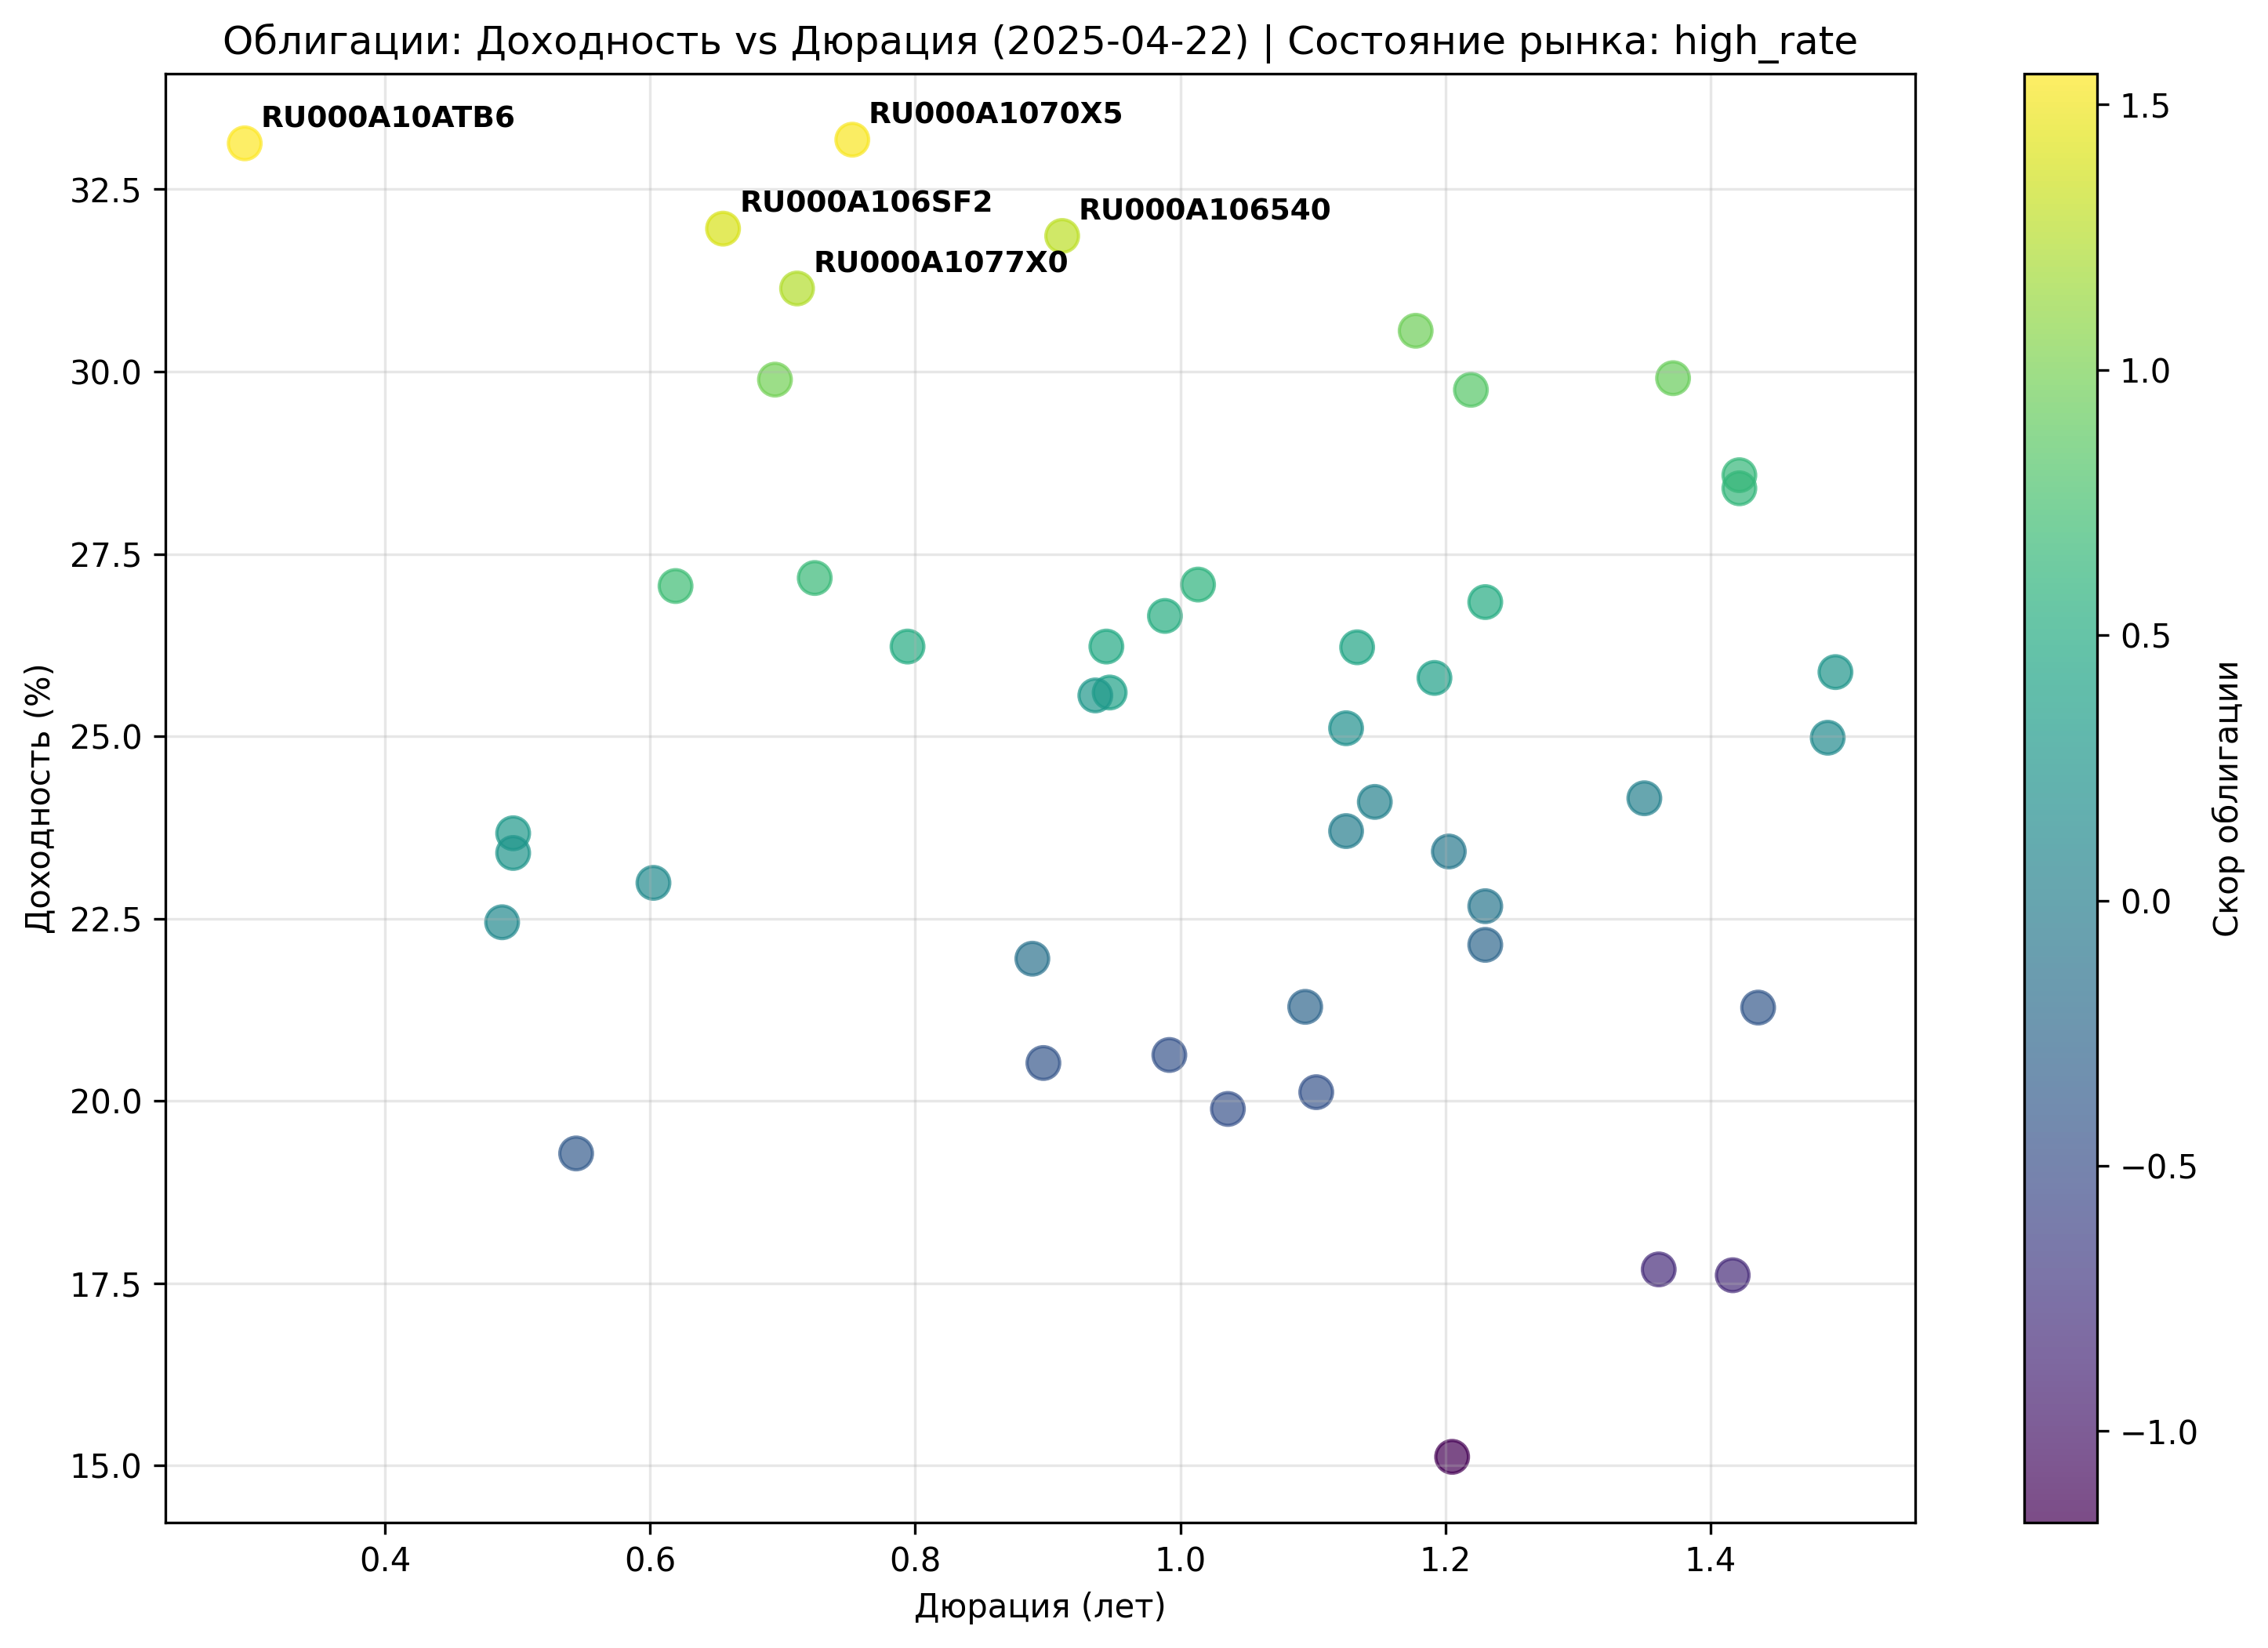 Облигации: Доходность vs Дюрация (2025-04-22) | Состояние рынка: high_rate
RU000A10ATB6
RU000A1070X5
RU000A106SF2
RU000A106540
RU000A1077X0
Доходность (%)
32.5
30.0
27.5
25.0
22.5
20.0
17.5
15.0
0.4
0.6
0.8
1.0
1.2
1.4
Дюрация (лет)
1.5
1.0
0.5
0.0
−0.5
−1.0
Скор облигации